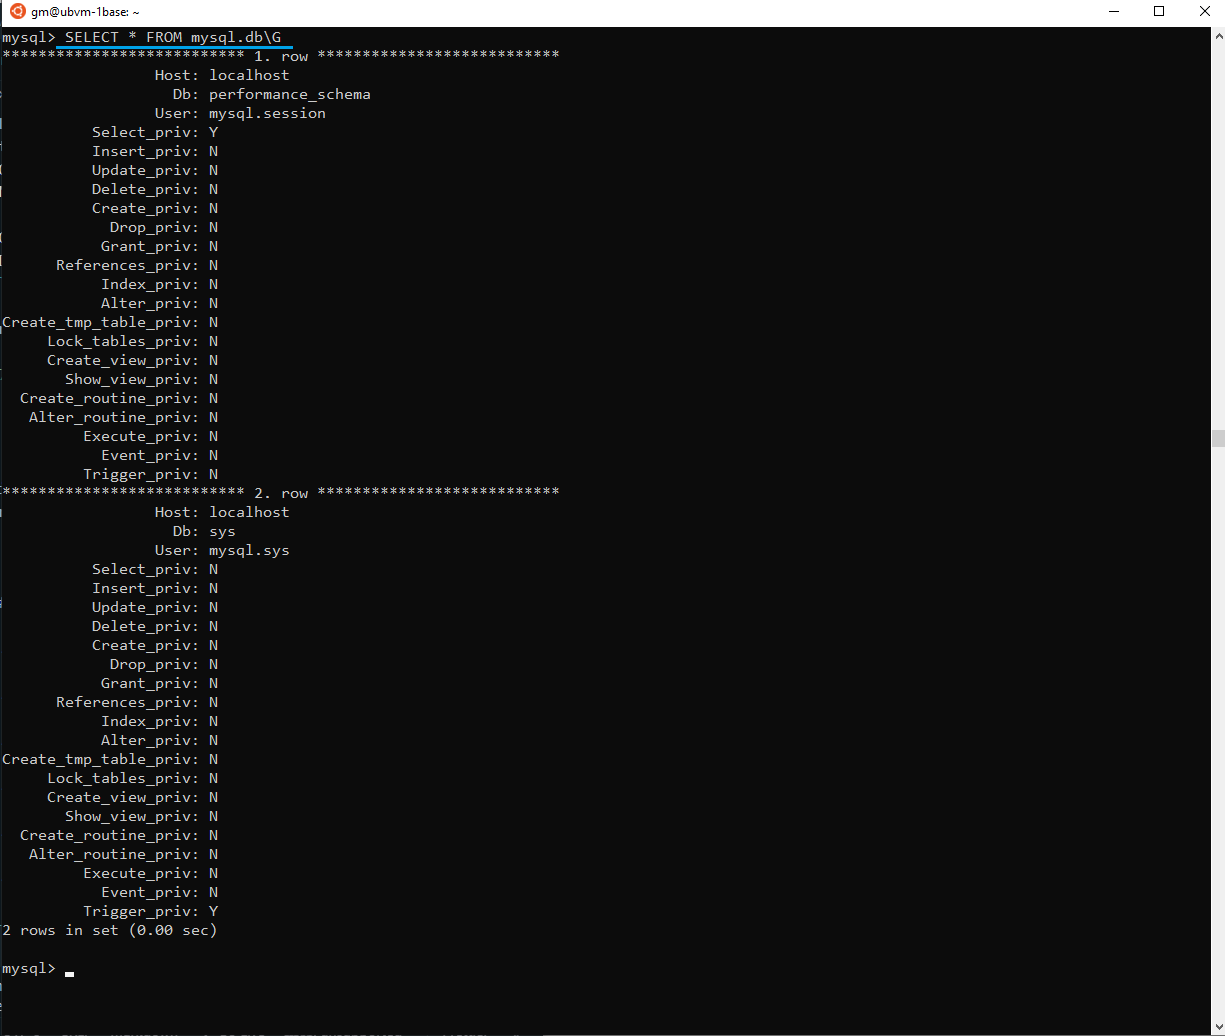 gm@ubvm-1base: ~
mysql> SELECT * FROM mysql.db\G
*************************** 1. row ***************************
Host: localhost
Db: performance_schema
User: mysql.session
Select_priv: Y
Insert_priv: N
Update_priv: N
Delete_priv: N
Create_priv: N
Drop_priv: N
Grant_priv: N
References_priv: N
Index_priv: N
Alter_priv: N
Create_tmp_table_priv: N
Lock_tables_priv: N
Create_view_priv: N
Show_view_priv: N
Create_routine_priv: N
Alter_routine_priv: N
Execute_priv: N
Event_priv: N
Trigger_priv: N
*************************** 2. row ***************************
Host: localhost
Db: sys
User: mysql.sys
Select_priv: N
Insert_priv: N
Update_priv: N
Delete_priv: N
Create_priv: N
Drop_priv: N
Grant_priv: N
References_priv: N
Index_priv: N
Alter_priv: N
Create_tmp_table_priv: N
Lock_tables_priv: N
Create_view_priv: N
Show_view_priv: N
Create_routine_priv: N
Alter_routine_priv: N
Execute_priv: N
Event_priv: N
Trigger_priv: Y
2 rows in set (0.00 sec)
mysql>